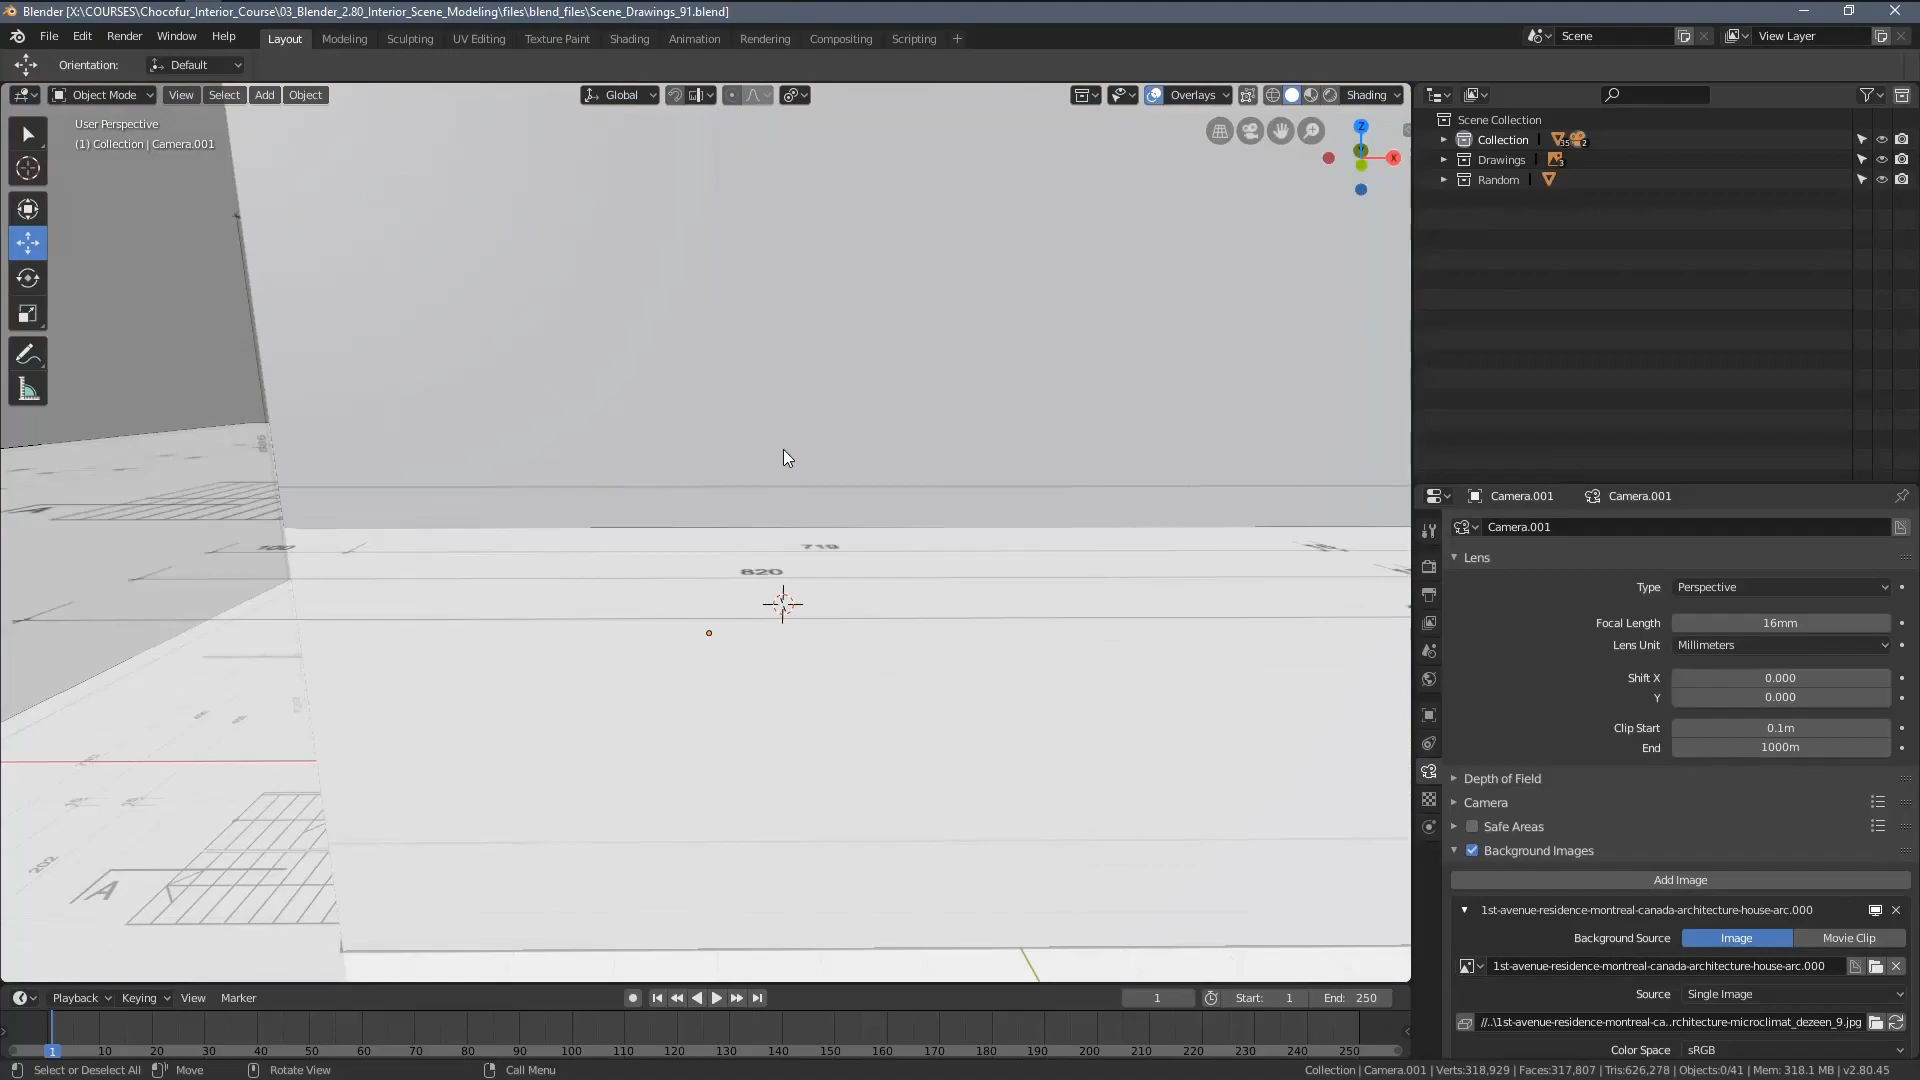 Blender [X:\COURSES\Chocofur_Interior_Course\03_Blender_2.80_Interior_Scene_Modeling\files\blend_files\Scene_Drawings_91.blend]
File Edit Render Window Help
Layout Modeling Sculpting UV Editing Texture Paint Shading Animation Rendering Compositing Scripting +
Scene
View Layer
Orientation: Default
Object Mode View Select Add Object
Global
Overlays
Shading
User Perspective
(1) Collection | Camera.001
Z
X
Scene Collection
Collection 35 2
Drawings 3
Random
100
719
820
202
A
Camera.001 Camera.001
Camera.001
Lens
Type Perspective
Focal Length 16mm
Lens Unit Millimeters
Shift X 0.000
Y 0.000
Clip Start 0.1m
End 1000m
Depth of Field
Camera
Safe Areas
Background Images
Add Image
1st-avenue-residence-montreal-canada-architecture-house-arc.000
Background Source Image Movie Clip
1st-avenue-residence-montreal-canada-architecture-house-arc.000
Source Single Image
//..\1st-avenue-residence-montreal-ca..rchitecture-microclimat_dezeen_9.jpg
Color Space sRGB
Playback Keying View Marker
1
Start: 1
End: 250
1 10 20 30 40 50 60 70 80 90 100 110 120 130 140 150 160 170 180 190 200 210 220 230 240 250
Select or Deselect All Move Rotate View Call Menu
Collection | Camera.001 | Verts:318,929 | Faces:317,807 | Tris:626,278 | Objects:0/41 | Mem: 318.1 MB | v2.80.45